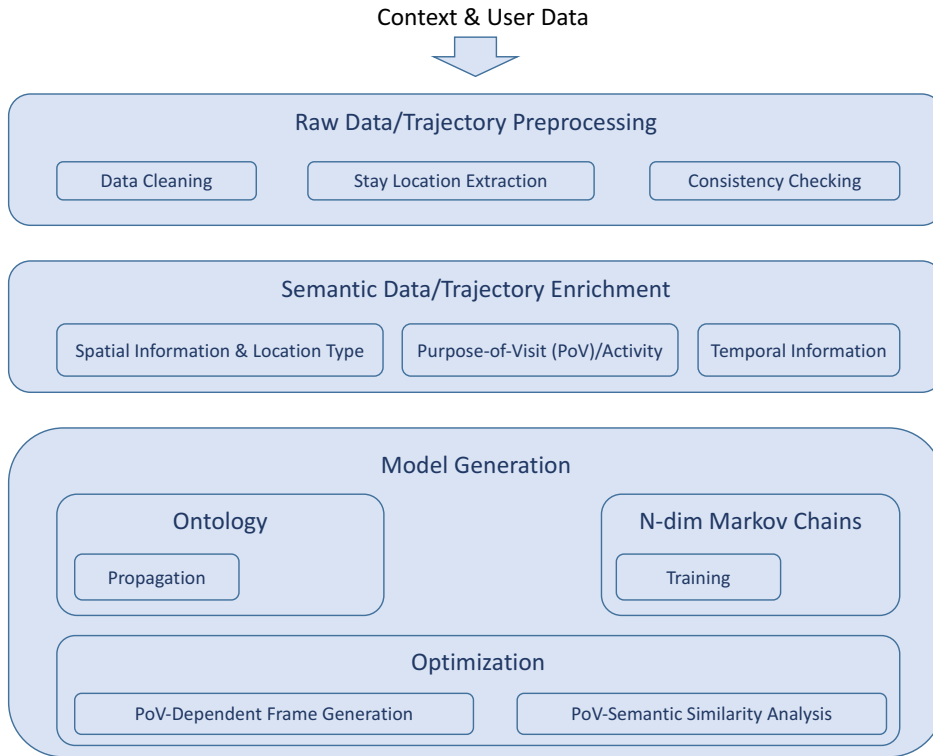 Context & User Data
Raw Data/Trajectory Preprocessing
Data Cleaning
Stay Location Extraction
Consistency Checking
Semantic Data/Trajectory Enrichment
Spatial Information & Location Type
Purpose-of-Visit (PoV)/Activity
Temporal Information
Model Generation
Ontology
Propagation
N-dim Markov Chains
Training
Optimization
PoV-Dependent Frame Generation
PoV-Semantic Similarity Analysis